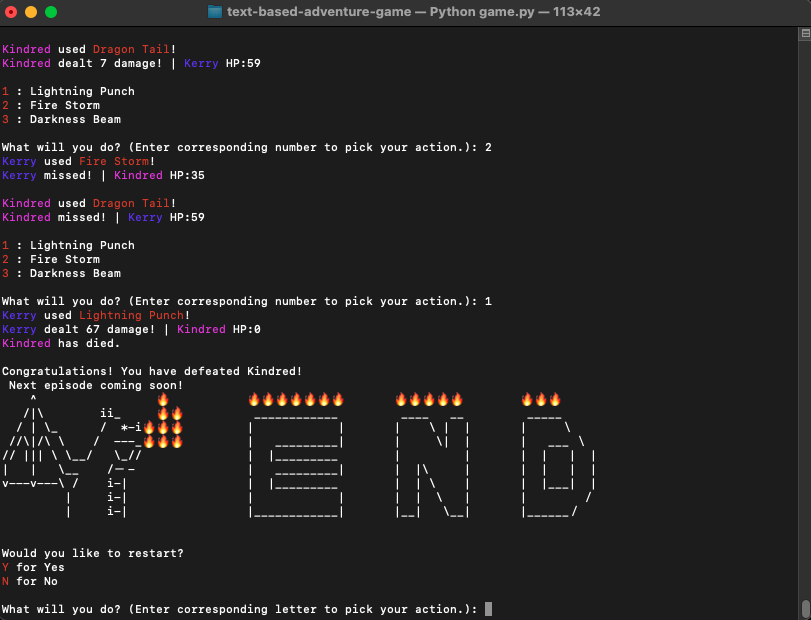 text-based-adventure-game — Python game.py — 113×42
Kindred used Dragon Tail!
Kindred dealt 7 damage! | Kerry HP:59
1 : Lightning Punch
2 : Fire Storm
3 : Darkness Beam
What will you do? (Enter corresponding number to pick your action.): 2
Kerry used Fire Storm!
Kerry missed! | Kindred HP:35
Kindred used Dragon Tail!
Kindred missed! | Kerry HP:59
1 : Lightning Punch
2 : Fire Storm
3 : Darkness Beam
What will you do? (Enter corresponding number to pick your action.): 1
Kerry used Lightning Punch!
Kerry dealt 67 damage! | Kindred HP:0
Kindred has died.
Congratulations! You have defeated Kindred!
Next episode coming soon!
END
Would you like to restart?
Y for Yes
N for No
What will you do? (Enter corresponding letter to pick your action.):